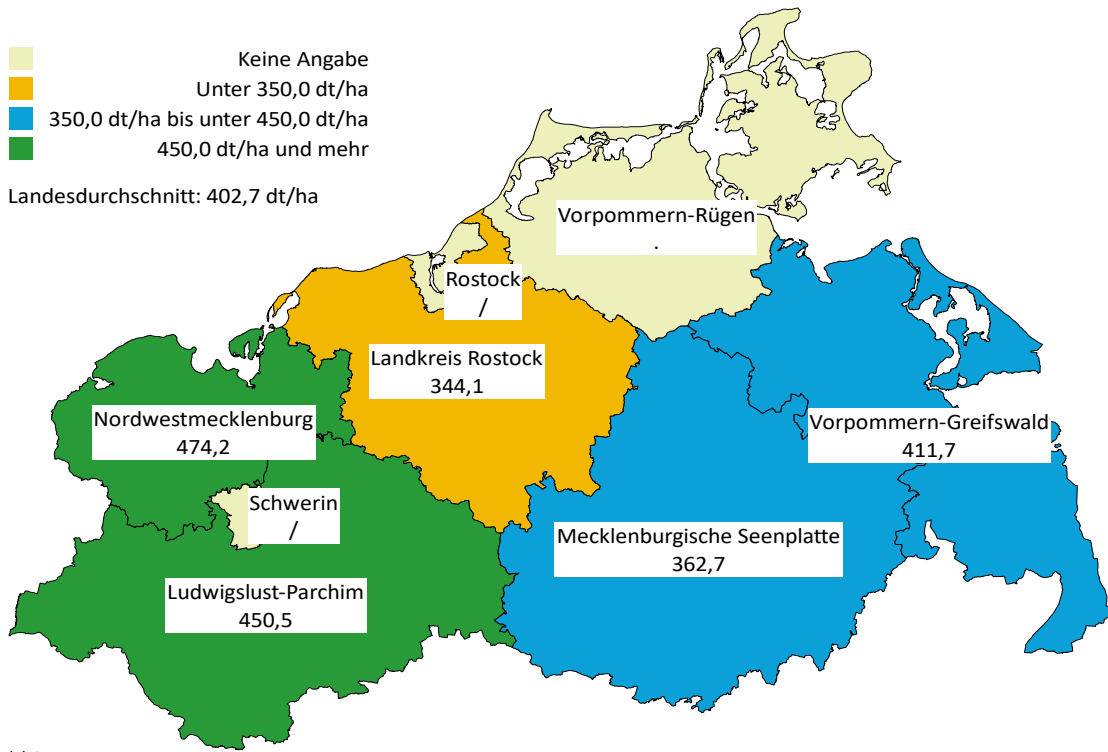 Keine Angabe
Unter 350,0 dt/ha
350,0 dt/ha bis unter 450,0 dt/ha
450,0 dt/ha und mehr
Landesdurchschnitt: 402,7 dt/ha
Vorpommern-Rügen
.
Rostock
/
Landkreis Rostock
344,1
Nordwestmecklenburg
474,2
Vorpommern-Greifswald
411,7
Schwerin
/
Mecklenburgische Seenplatte
362,7
Ludwigslust-Parchim
450,5